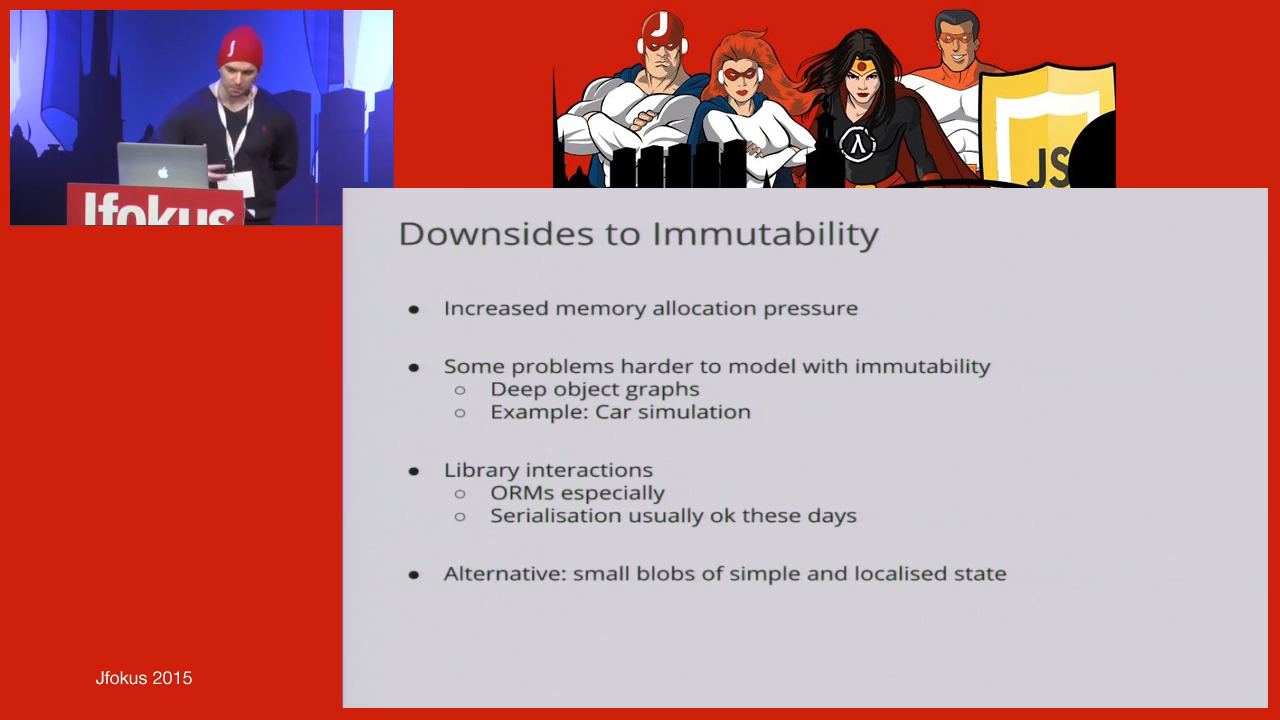 J
J
λ
JS
Jfokus
Downsides to Immutability
● Increased memory allocation pressure
● Some problems harder to model with immutability
○ Deep object graphs
○ Example: Car simulation
● Library interactions
○ ORMs especially
○ Serialisation usually ok these days
● Alternative: small blobs of simple and localised state
Jfokus 2015